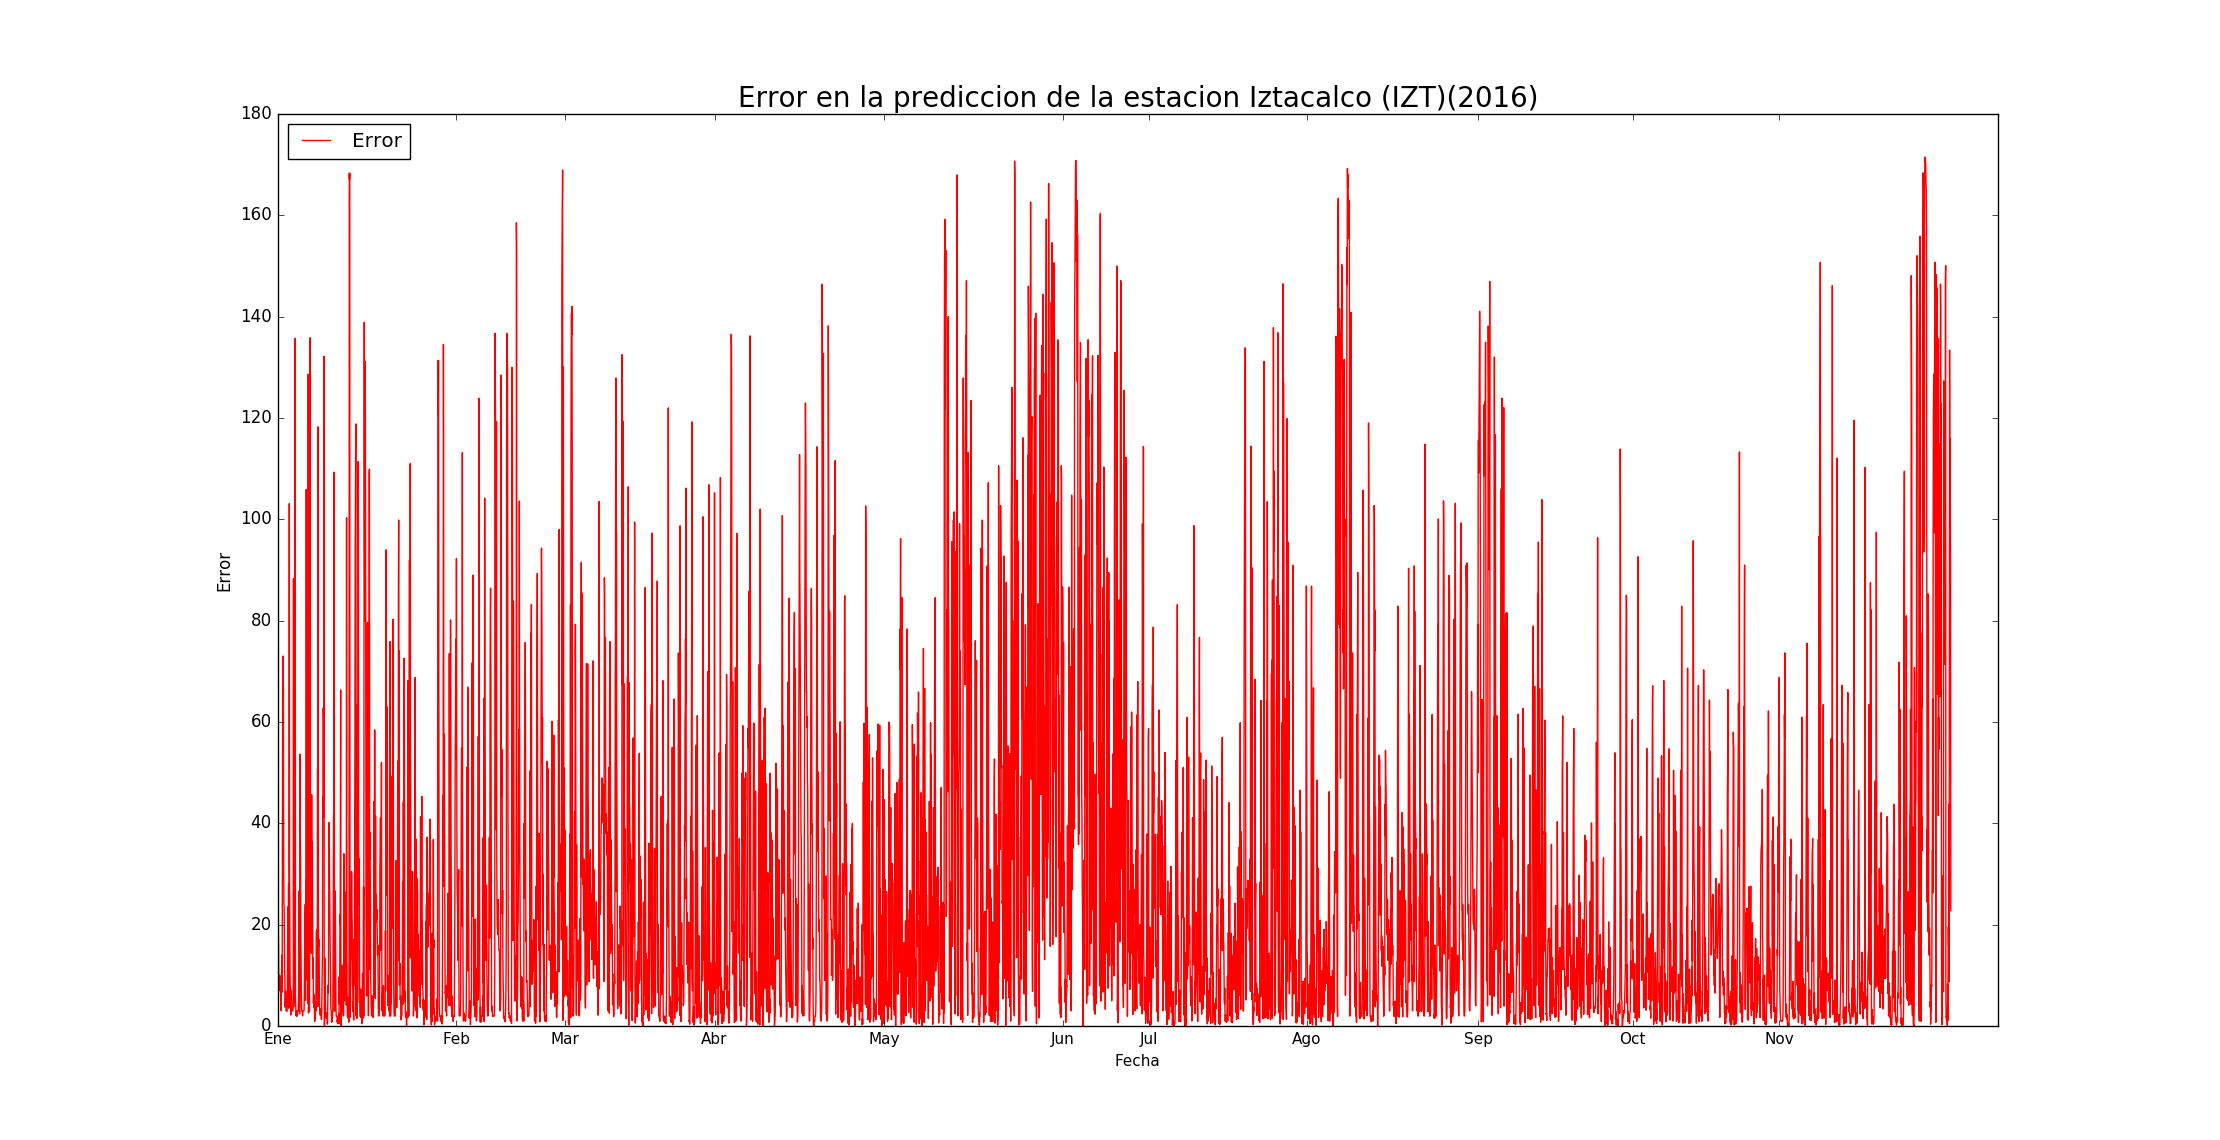 Error en la prediccion de la estacion Iztacalco (IZT)(2016)
180
Error
160
140
120
100
80
60
40
20
0
Error
Ene Feb Mar Abr May Jun Jul Ago Sep Oct Nov
Fecha